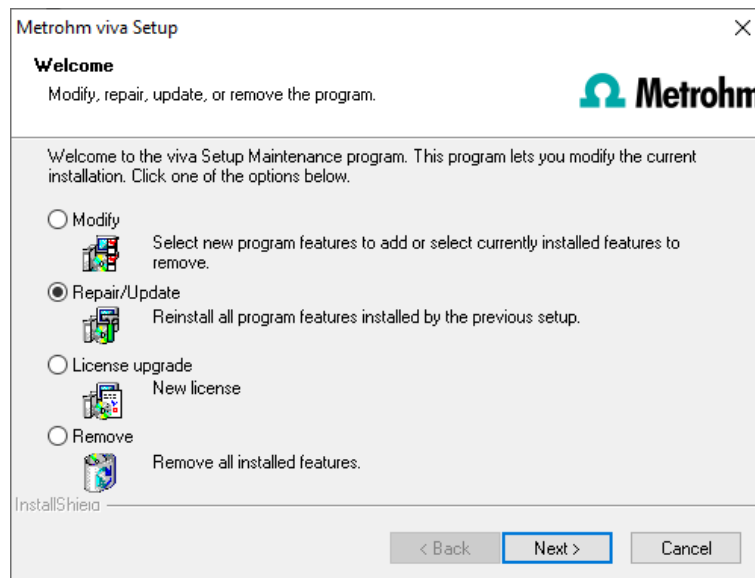 Metrohm viva Setup
Welcome
Modify, repair, update, or remove the program.
Metrohm
Welcome to the viva Setup Maintenance program. This program lets you modify the current
installation. Click one of the options below.
Modify
Select new program features to add or select currently installed features to
remove.
Repair/Update
Reinstall all program features installed by the previous setup.
License upgrade
New license
Remove
Remove all installed features.
InstallShield
< Back
Next >
Cancel